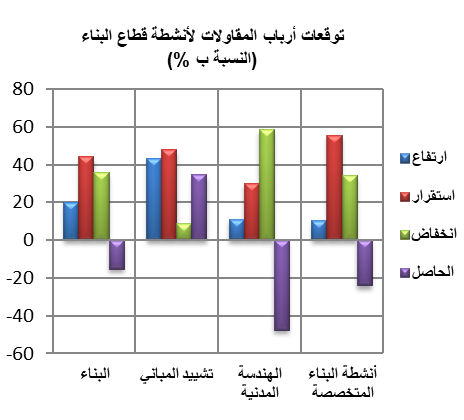 توقعات أرباب المقاولات لأنشطة قطاع البناء
(النسبة ب %)
80
60
40
20
0
-20
-40
-60
البناء
تشييد المباني
الهندسة
المدنية
أنشطة البناء
المتخصصة
ارتفاع
استقرار
انخفاض
الحاصل